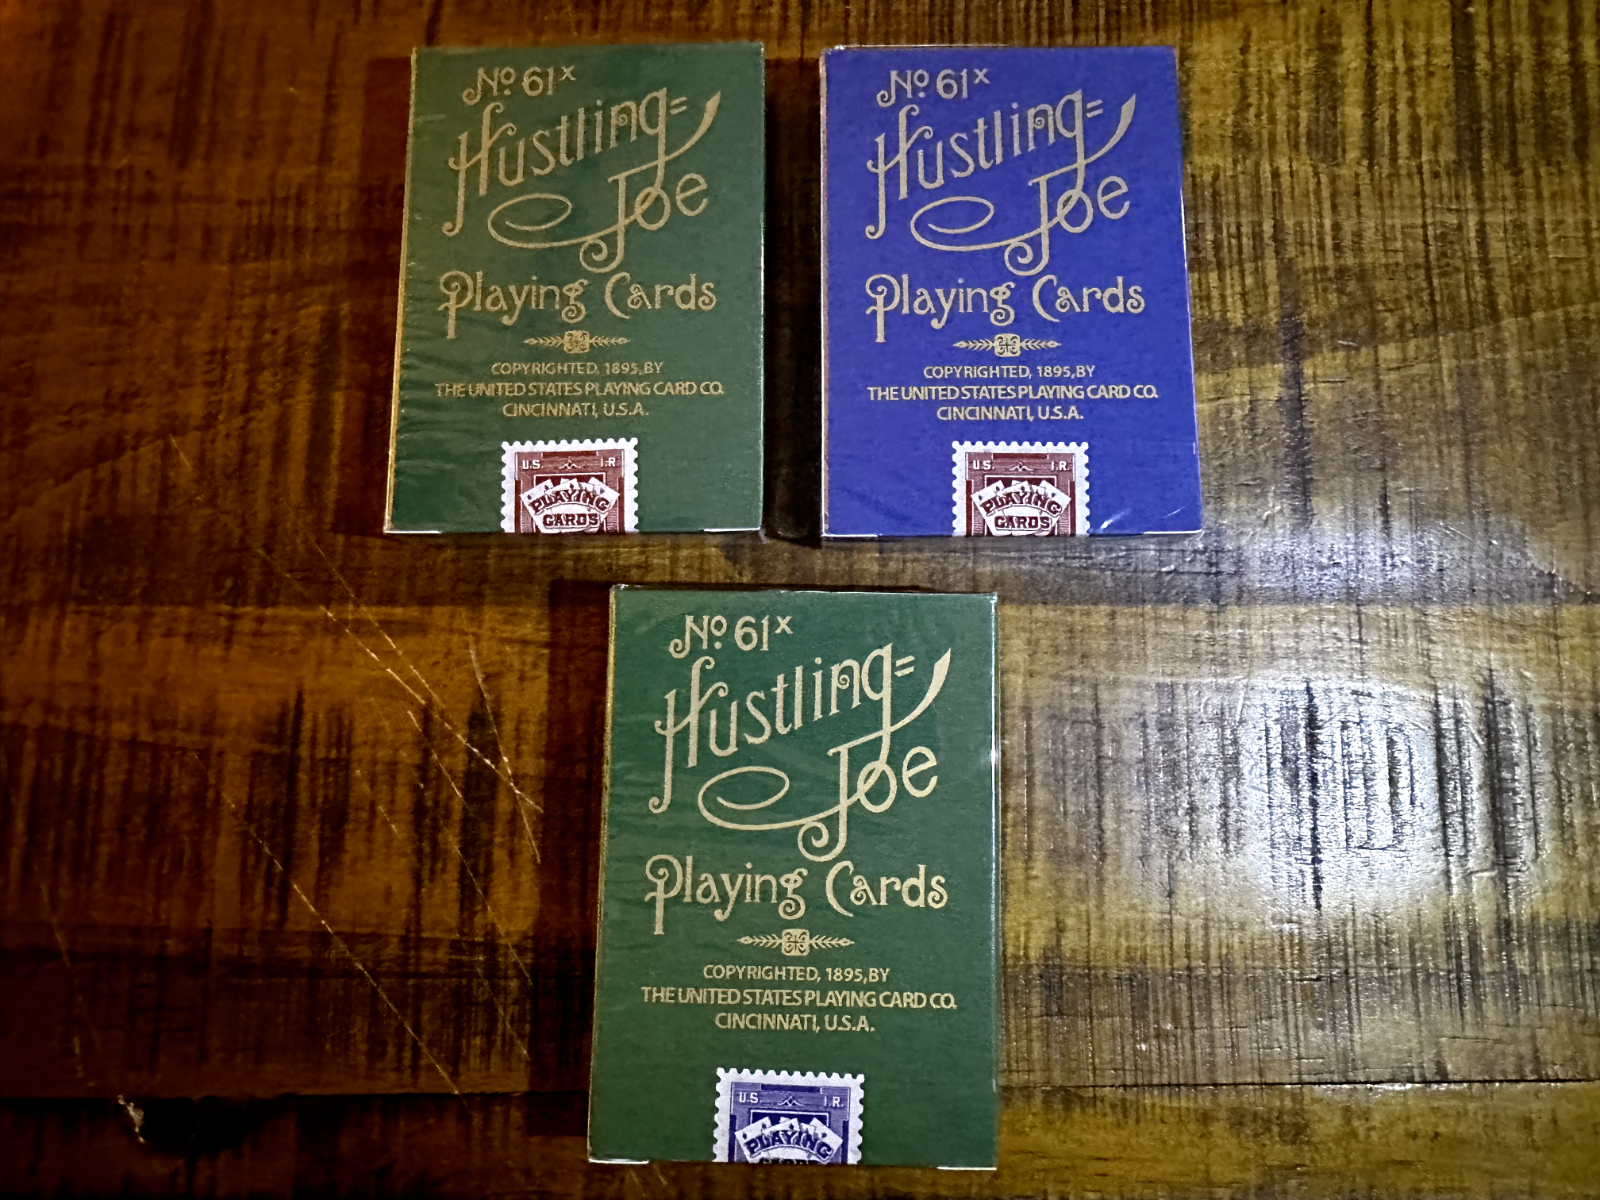 Nº 61x
Hustling=
Joe
Playing Cards
COPYRIGHTED, 1895, BY
THE UNITED STATES PLAYING CARD CO.
CINCINNATI, U.S.A.
U.S. I.R.
PLAYING
CARDS
Nº 61x
Hustling=
Joe
Playing Cards
COPYRIGHTED, 1895, BY
THE UNITED STATES PLAYING CARD CO.
CINCINNATI, U.S.A.
U.S. I.R.
PLAYING
CARDS
Nº 61x
Hustling=
Joe
Playing Cards
COPYRIGHTED, 1895, BY
THE UNITED STATES PLAYING CARD CO.
CINCINNATI, U.S.A.
U.S. I.R.
PLAYING